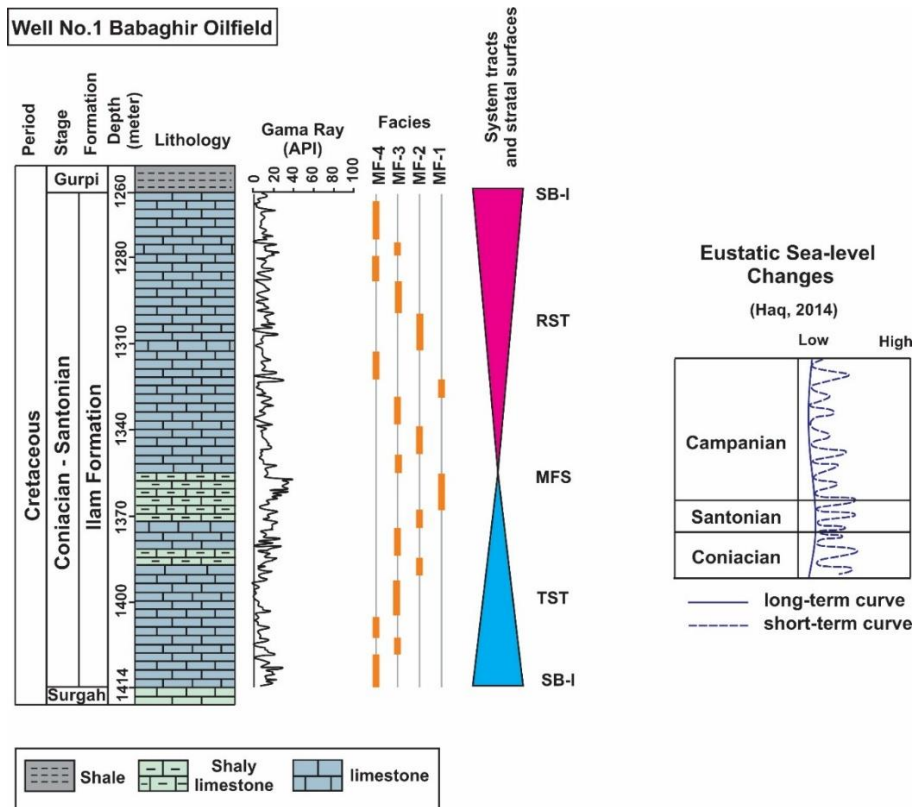 Well No.1 Babaghir Oilfield
Period
Stage
Formation
Depth
(meter)
Lithology
Gama Ray
(API)
0
20
40
60
80
100
Facies
MF-4
MF-3
MF-2
MF-1
System tracts
and stratal surfaces
Cretaceous
Gurpi
Coniacian - Santonian
Surgah
Ilam Formation
1260
1280
1310
1340
1370
1400
1414
SB-I
RST
MFS
TST
SB-I
Eustatic Sea-level
Changes
(Haq, 2014)
Low
High
Campanian
Santonian
Coniacian
long-term curve
short-term curve
Shale
Shaly
limestone
limestone